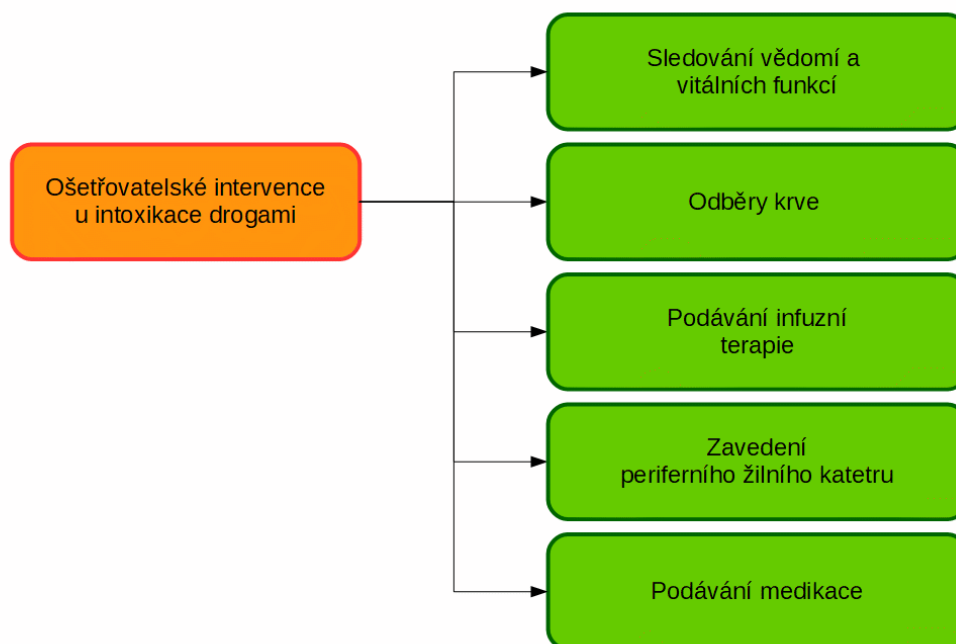 Ošetřovatelské intervence
u intoxikace drogami
Sledování vědomí a
vitálních funkcí
Odběry krve
Podávání infuzní
terapie
Zavedení
periferního žilního katetru
Podávání medikace